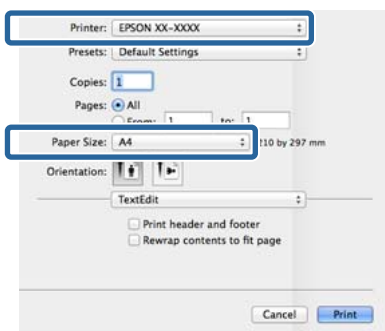 Printer: EPSON XX-XXXX
Presets: Default Settings
Copies: 1
Pages: All
From: 1 to: 1
Paper Size: A4 210 by 297 mm
Orientation:
TextEdit
Print header and footer
Rewrap contents to fit page
Cancel Print